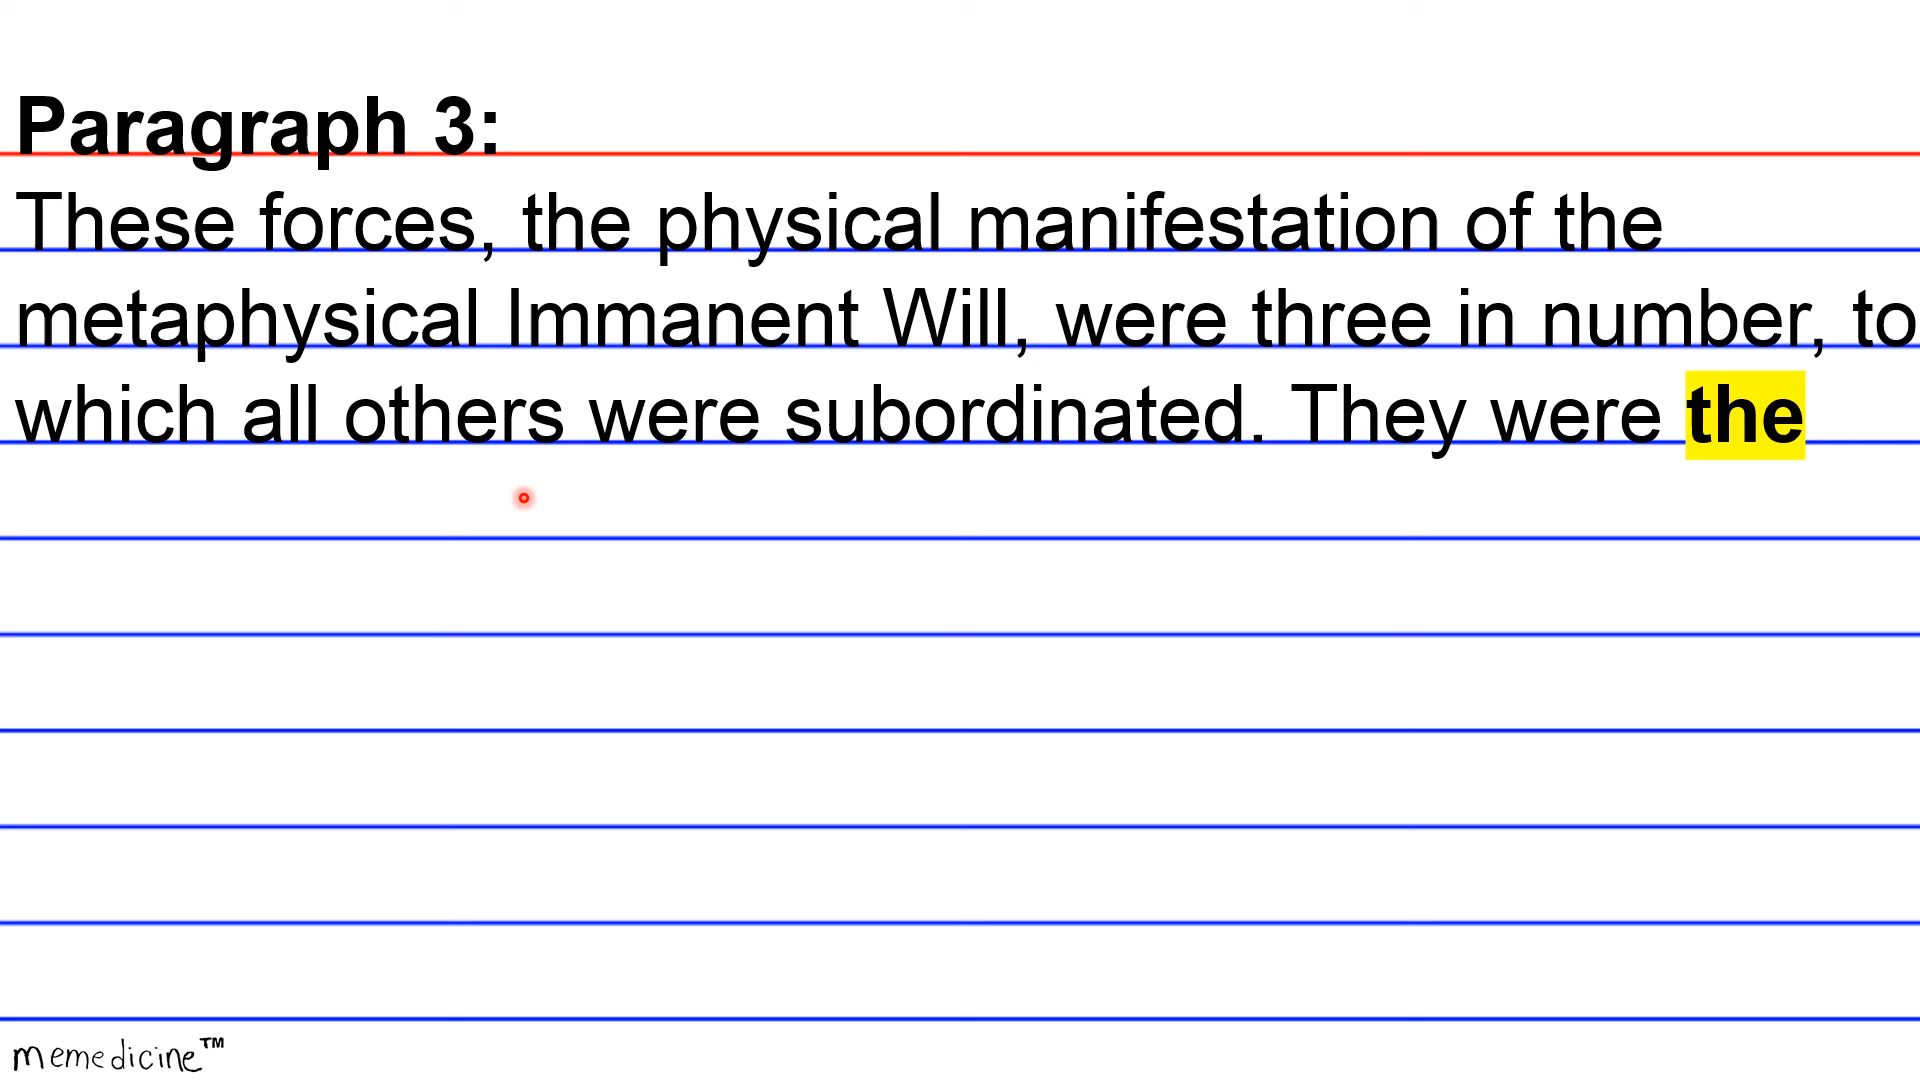 Paragraph 3:
These forces, the physical manifestation of the
metaphysical Immanent Will, were three in number, to
which all others were subordinated. They were the
memedicine™